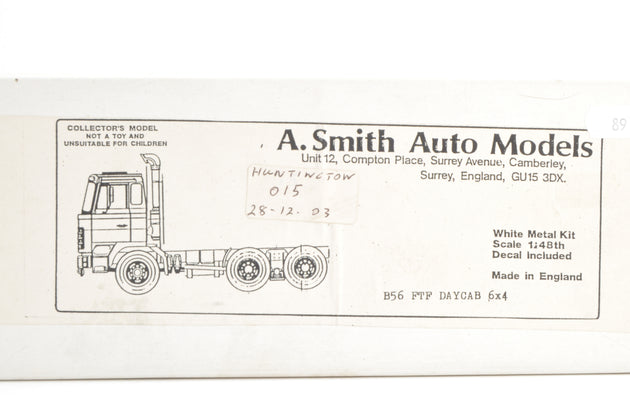 COLLECTOR'S MODEL
NOT A TOY AND
UNSUITABLE FOR CHILDREN
A. Smith Auto Models
Unit 12, Compton Place, Surrey Avenue, Camberley,
Surrey, England, GU15 3DX.
HUNTINGTON
015
28-12.03
White Metal Kit
Scale 1:48th
Decal Included
Made in England
B56 FTF DAYCAB 6x4
89